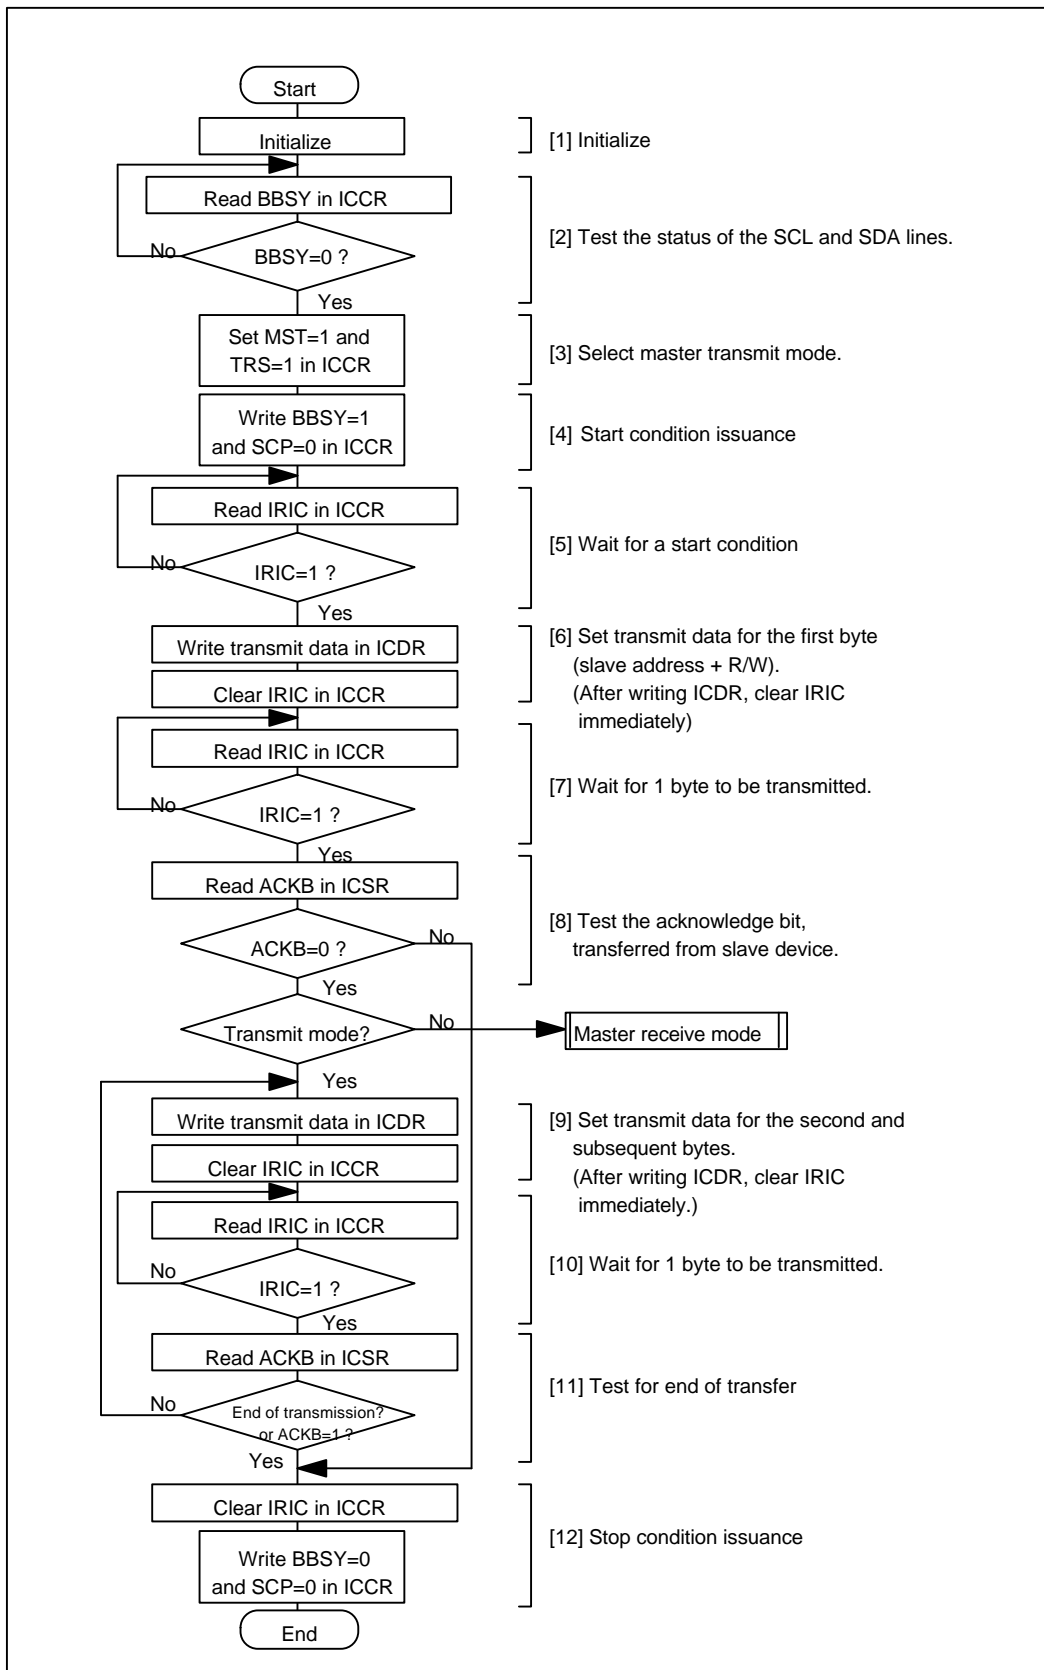 Start
Initialize
[1] Initialize
Read BBSY in ICCR
No
BBSY=0 ?
[2] Test the status of the SCL and SDA lines.
Yes
Set MST=1 and
TRS=1 in ICCR
[3] Select master transmit mode.
Write BBSY=1
and SCP=0 in ICCR
[4] Start condition issuance
Read IRIC in ICCR
No
IRIC=1 ?
[5] Wait for a start condition
Yes
Write transmit data in ICDR
Clear IRIC in ICCR
[6] Set transmit data for the first byte
(slave address + R/W).
(After writing ICDR, clear IRIC
immediately)
Read IRIC in ICCR
No
IRIC=1 ?
[7] Wait for 1 byte to be transmitted.
Yes
Read ACKB in ICSR
ACKB=0 ?
No
[8] Test the acknowledge bit,
transferred from slave device.
Yes
Transmit mode?
No
Master receive mode
Yes
Write transmit data in ICDR
Clear IRIC in ICCR
[9] Set transmit data for the second and
subsequent bytes.
(After writing ICDR, clear IRIC
immediately.)
Read IRIC in ICCR
No
IRIC=1 ?
[10] Wait for 1 byte to be transmitted.
Yes
Read ACKB in ICSR
No
End of transmission?
or ACKB=1 ?
[11] Test for end of transfer
Yes
Clear IRIC in ICCR
Write BBSY=0
and SCP=0 in ICCR
[12] Stop condition issuance
End